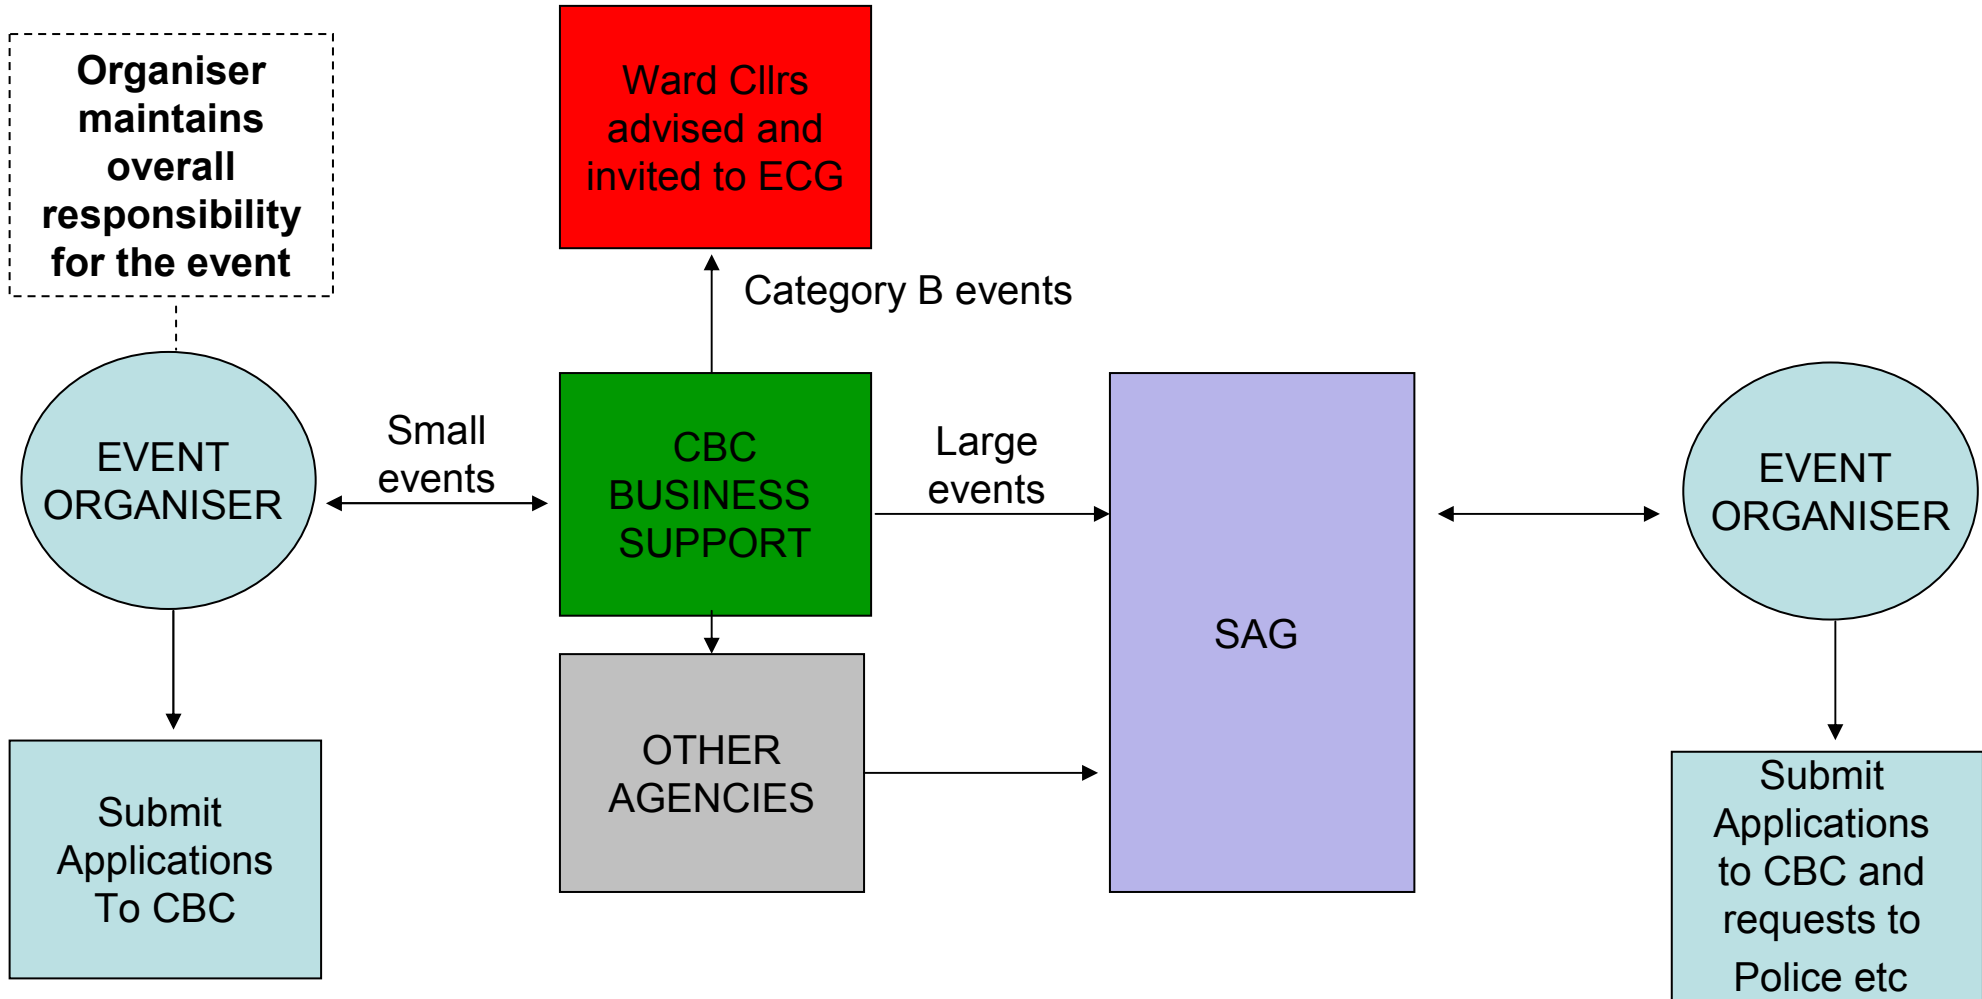 Organiser
maintains
overall
responsibility
for the event
Ward Cllrs
advised and
invited to ECG
Category B events
EVENT
ORGANISER
Small
events
CBC
BUSINESS
SUPPORT
Large
events
SAG
EVENT
ORGANISER
Submit
Applications
To CBC
OTHER
AGENCIES
Submit
Applications
to CBC and
requests to
Police etc